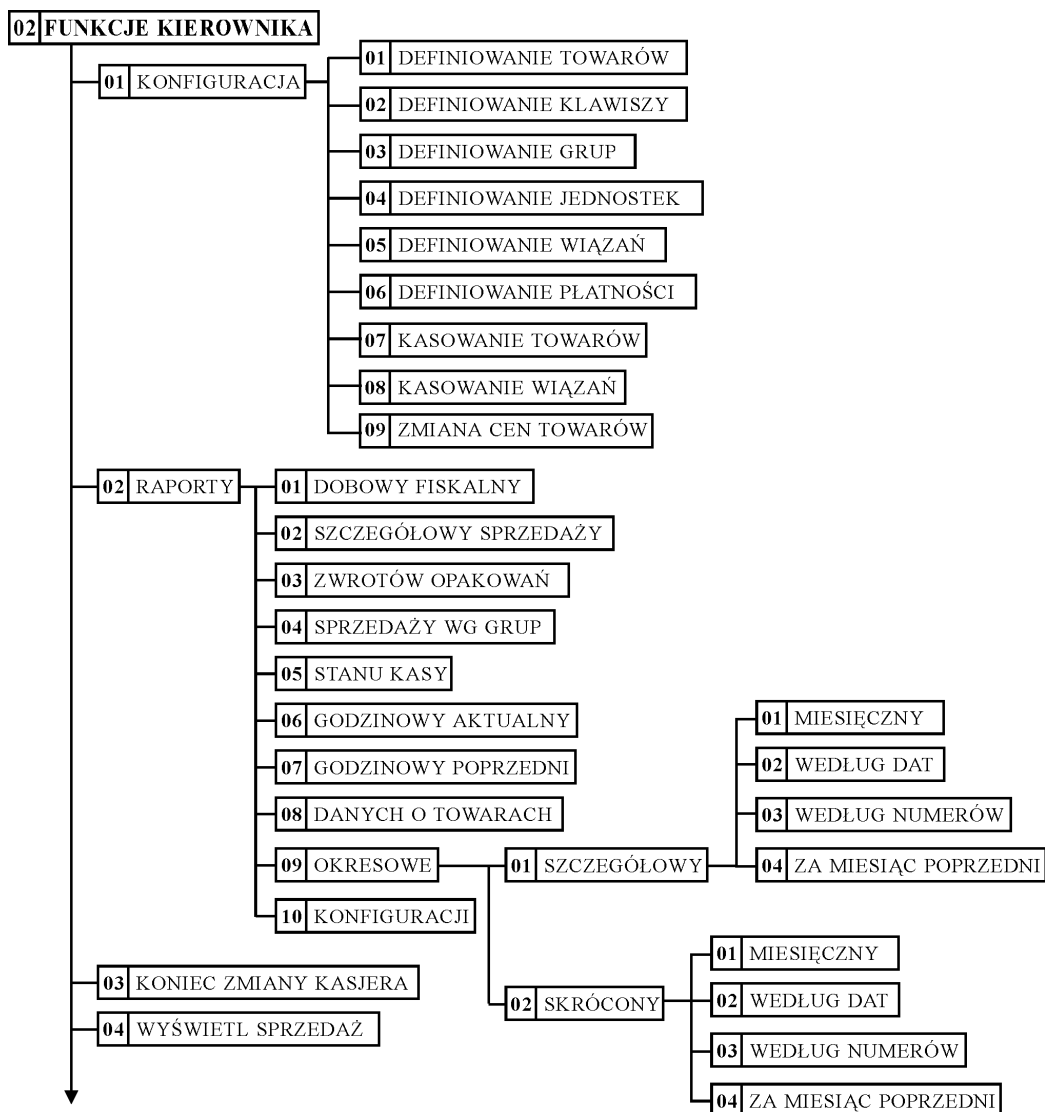 02 FUNKCJE KIEROWNIKA
01 KONFIGURACJA
01 DEFINIOWANIE TOWARÓW
02 DEFINIOWANIE KLAWISZY
03 DEFINIOWANIE GRUP
04 DEFINIOWANIE JEDNOSTEK
05 DEFINIOWANIE WIĄZAŃ
06 DEFINIOWANIE PŁATNOŚCI
07 KASOWANIE TOWARÓW
08 KASOWANIE WIĄZAŃ
09 ZMIANA CEN TOWARÓW
02 RAPORTY
01 DOBOWY FISKALNY
02 SZCZEGÓŁOWY SPRZEDAŻY
03 ZWROTÓW OPAKOWAŃ
04 SPRZEDAŻY WG GRUP
05 STANU KASY
06 GODZINOWY AKTUALNY
07 GODZINOWY POPRZEDNI
08 DANYCH O TOWARACH
09 OKRESOWE
01 SZCZEGÓŁOWY
01 MIESIĘCZNY
02 WEDŁUG DAT
03 WEDŁUG NUMERÓW
04 ZA MIESIĄC POPRZEDNI
02 SKRÓCONY
01 MIESIĘCZNY
02 WEDŁUG DAT
03 WEDŁUG NUMERÓW
04 ZA MIESIĄC POPRZEDNI
10 KONFIGURACJI
03 KONIEC ZMIANY KASJERA
04 WYŚWIETL SPRZEDAŻ